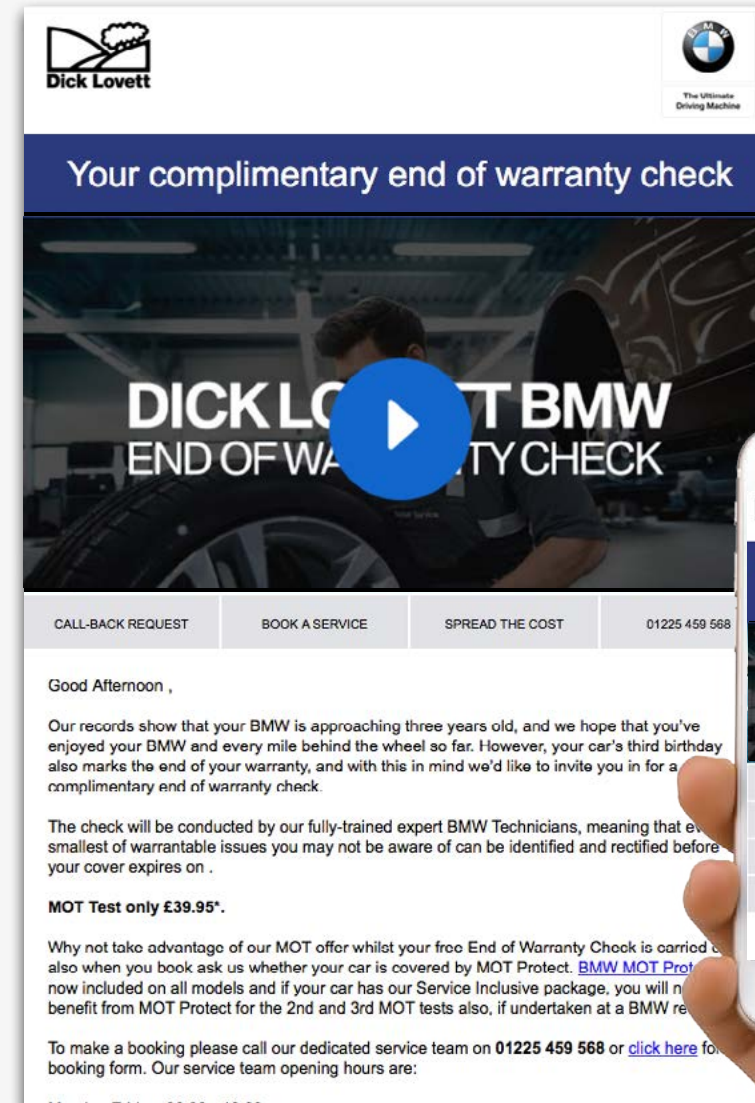 Dick Lovett
BMW
The Ultimate
Driving Machine
Your complimentary end of warranty check
DICK LO TT BMW
END OF WA TY CHECK
CALL-BACK REQUEST
BOOK A SERVICE
SPREAD THE COST
01225 459 568
Good Afternoon ,
Our records show that your BMW is approaching three years old, and we hope that you've
enjoyed your BMW and every mile behind the wheel so far. However, your car's third birthday
also marks the end of your warranty, and with this in mind we'd like to invite you in for a
complimentary end of warranty check.
The check will be conducted by our fully-trained expert BMW Technicians, meaning that
smallest of warrantable issues you may not be aware of can be identified and rectified before
your cover expires on .
MOT Test only £39.95*.
Why not take advantage of our MOT offer whilst your free End of Warranty Check is carried
also when you book ask us whether your car is covered by MOT Protect. BMW MOT
now included on all models and if your car has our Service Inclusive package, you will
benefit from MOT Protect for the 2nd and 3rd MOT tests also, if undertaken at a BMW
To make a booking please call our dedicated service team on 01225 459 568 or click here
booking form. Our service team opening hours are: